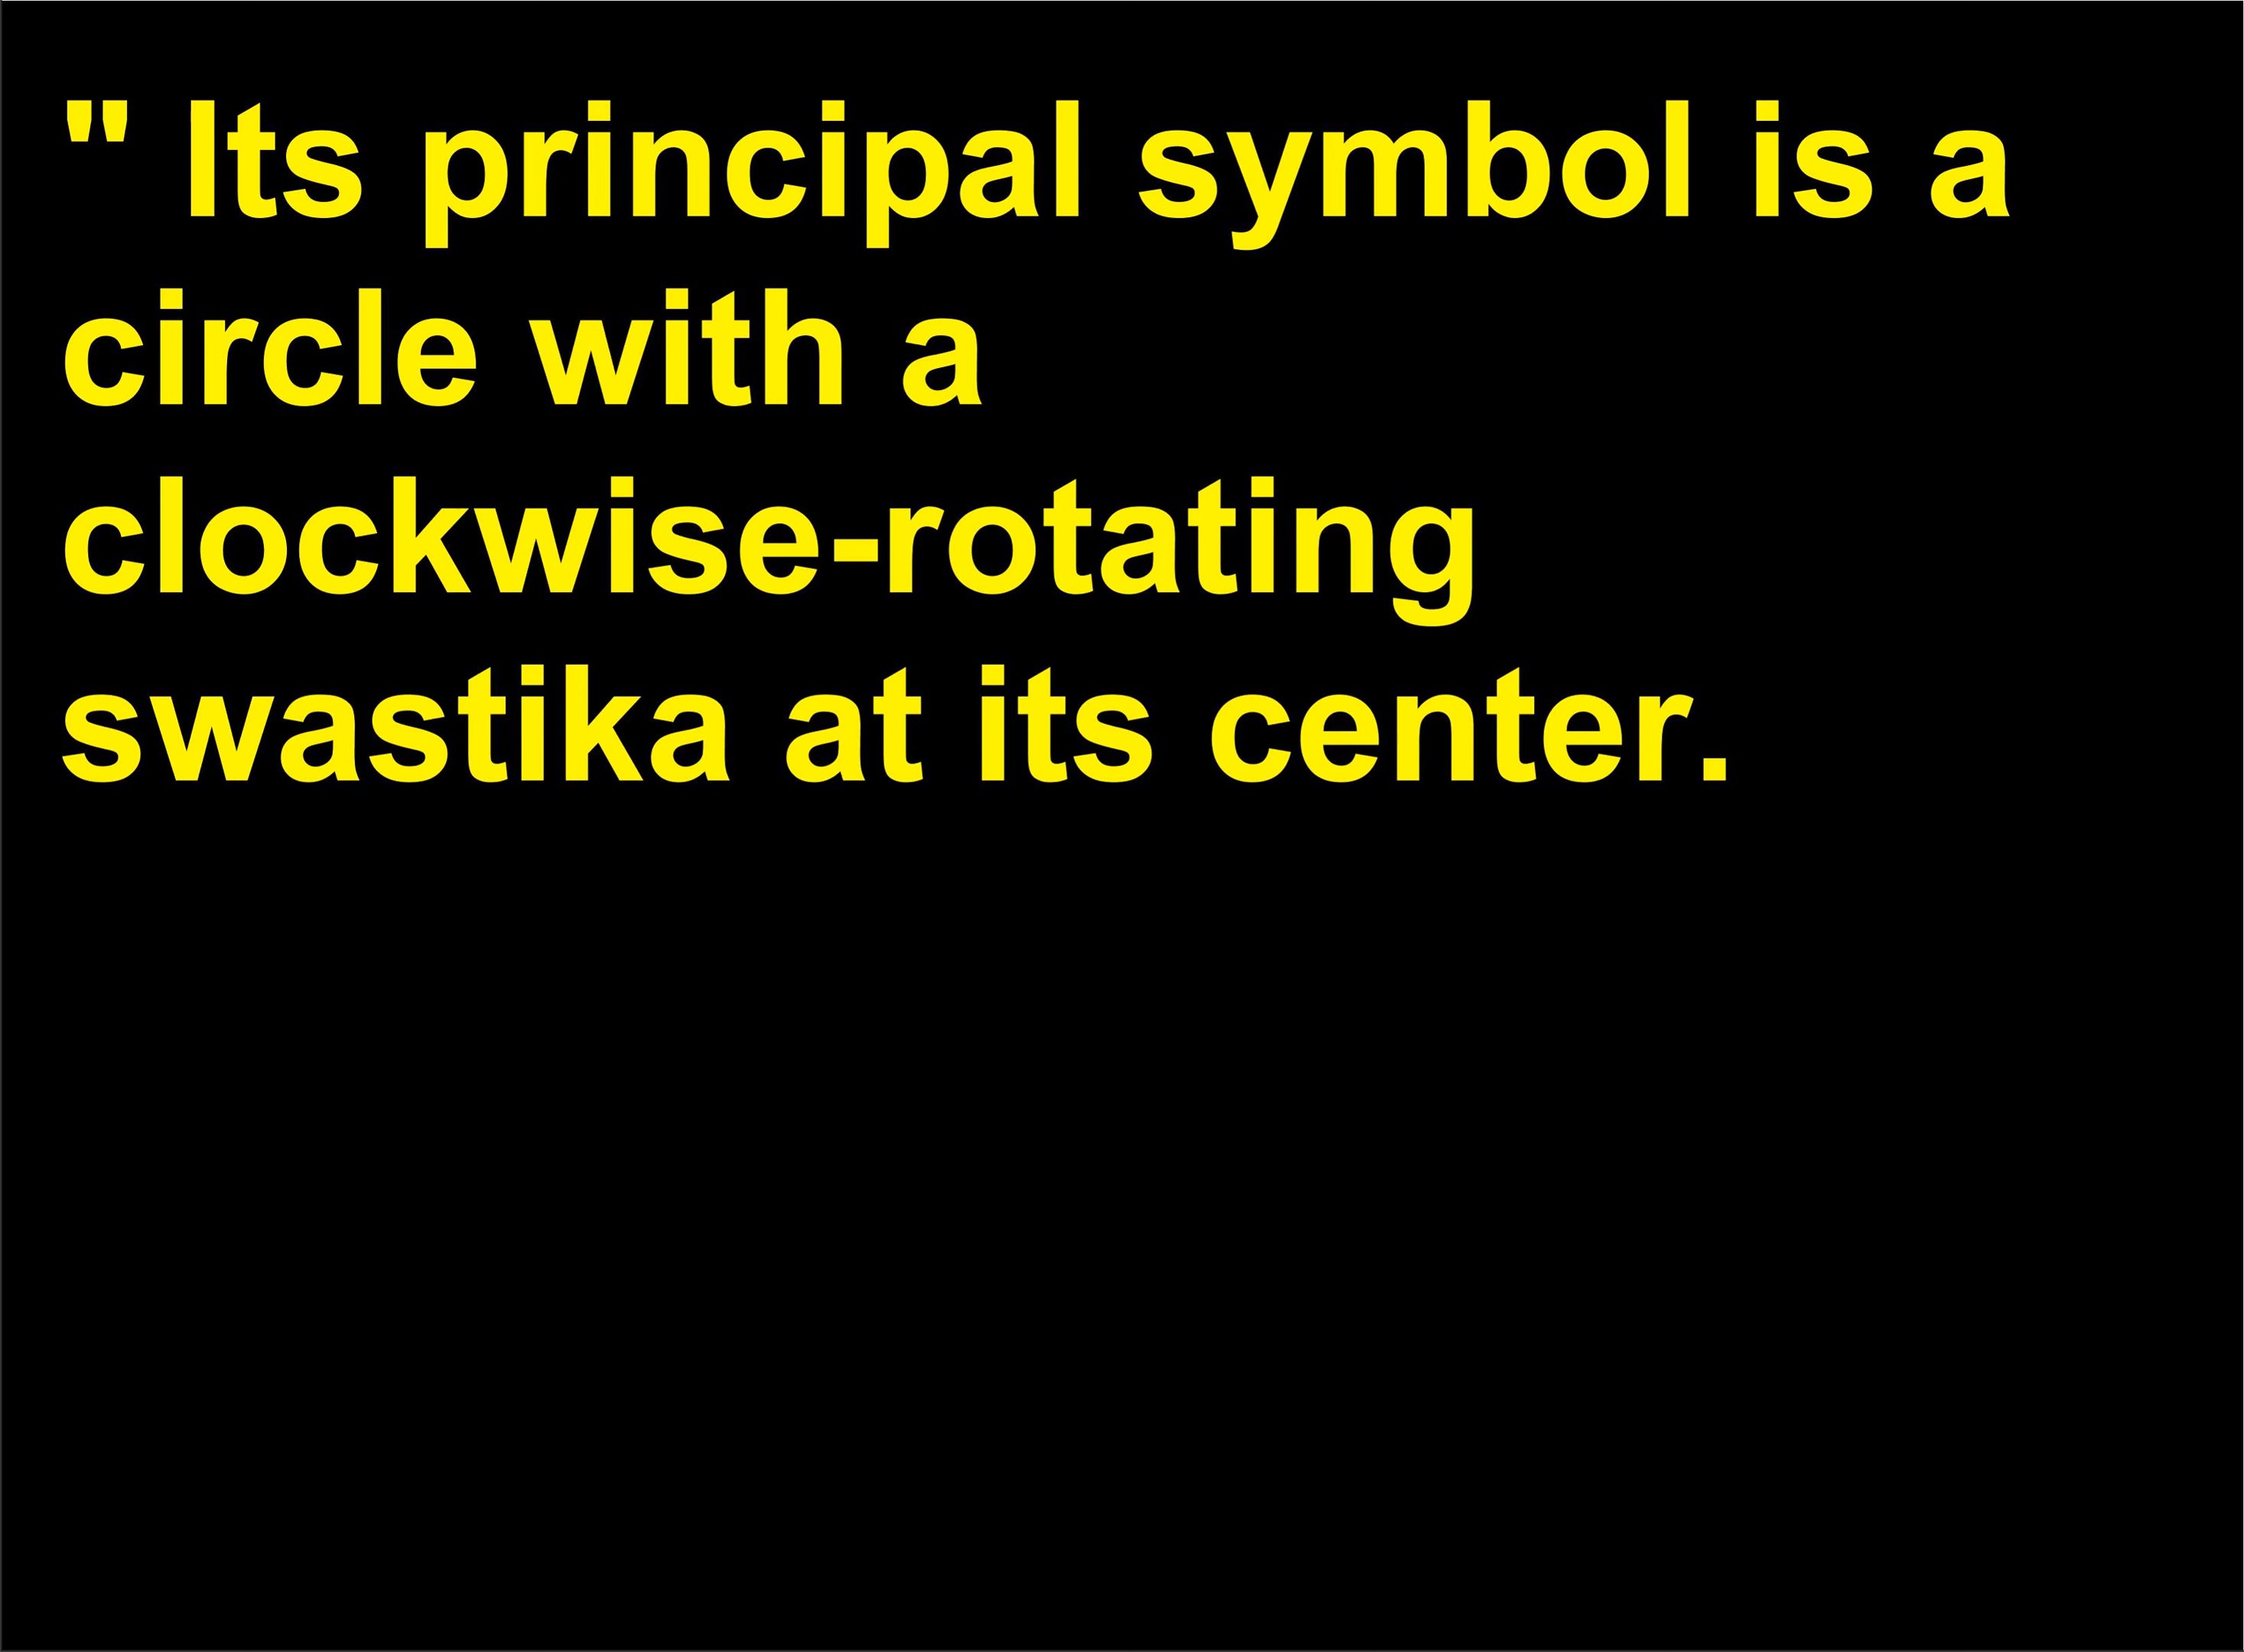 " Its principal symbol is a
circle with a
clockwise-rotating
swastika at its center.